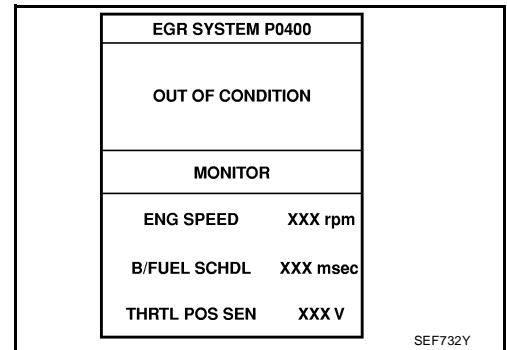 EGR SYSTEM P0400
OUT OF CONDITION
MONITOR
ENG SPEED XXX rpm
B/FUEL SCHDL XXX msec
THRTL POS SEN XXX V
SEF732Y